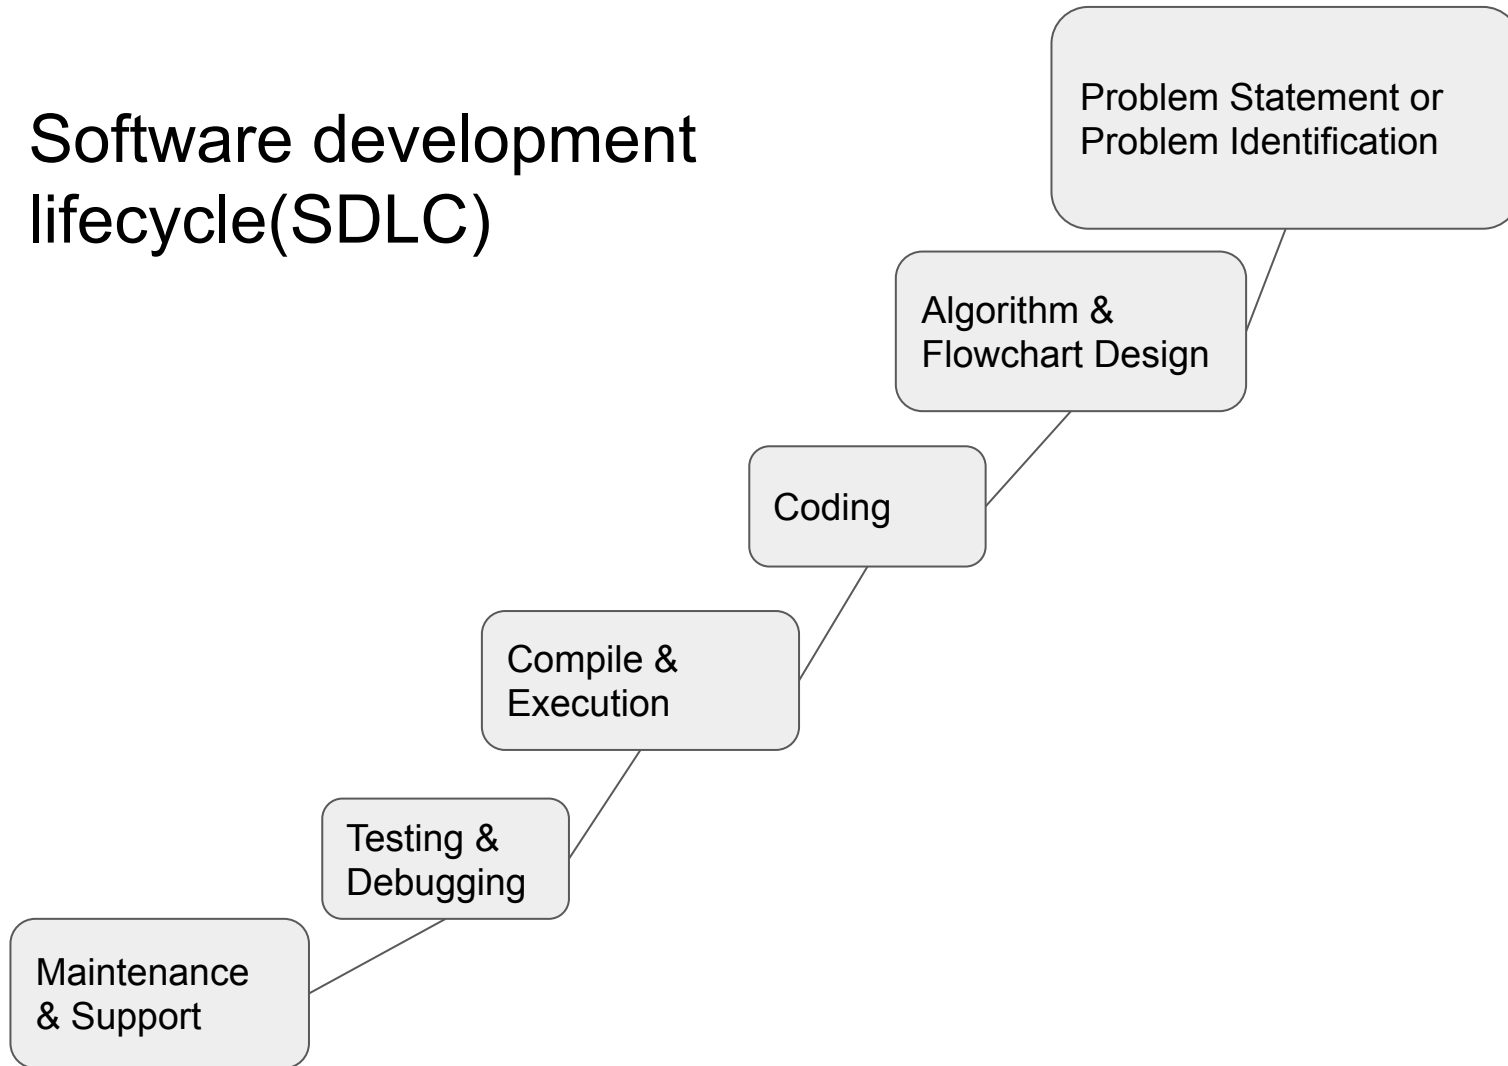 Software development
lifecycle(SDLC)
Problem Statement or
Problem Identification
Algorithm &
Flowchart Design
Coding
Compile &
Execution
Testing &
Debugging
Maintenance
& Support